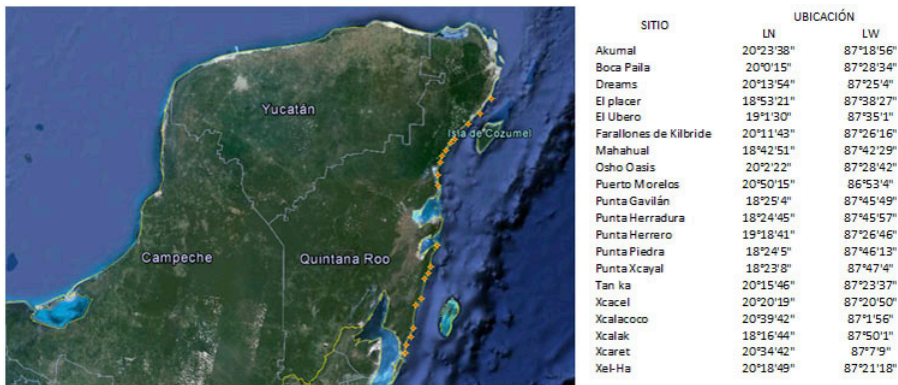 Yucatán
Isla de Cozumel
Campeche
Quintana Roo
SITIO UBICACIÓN
LN LW
Akumal 20°23'38" 87°18'56"
Boca Paila 20°0'15" 87°28'34"
Dreams 20°13'54" 87°25'4"
El placer 18°53'21" 87°38'27"
El Ubero 19°1'30" 87°35'1"
Farallones de Kilbride 20°11'43" 87°26'16"
Mahahual 18°42'51" 87°42'29"
Osho Oasis 20°2'22" 87°28'42"
Puerto Morelos 20°50'15" 86°53'4"
Punta Gavilán 18°25'4" 87°45'49"
Punta Herradura 18°24'45" 87°45'57"
Punta Herrero 19°18'41" 87°26'46"
Punta Piedra 18°24'5" 87°46'13"
Punta Xcayal 18°23'8" 87°47'4"
Tan ka 20°15'46" 87°23'37"
Xcacel 20°20'19" 87°20'50"
Xcalacoco 20°39'42" 87°1'56"
Xcalak 18°16'44" 87°50'1"
Xcaret 20°34'42" 87°7'9"
Xel-Ha 20°18'49" 87°21'18"